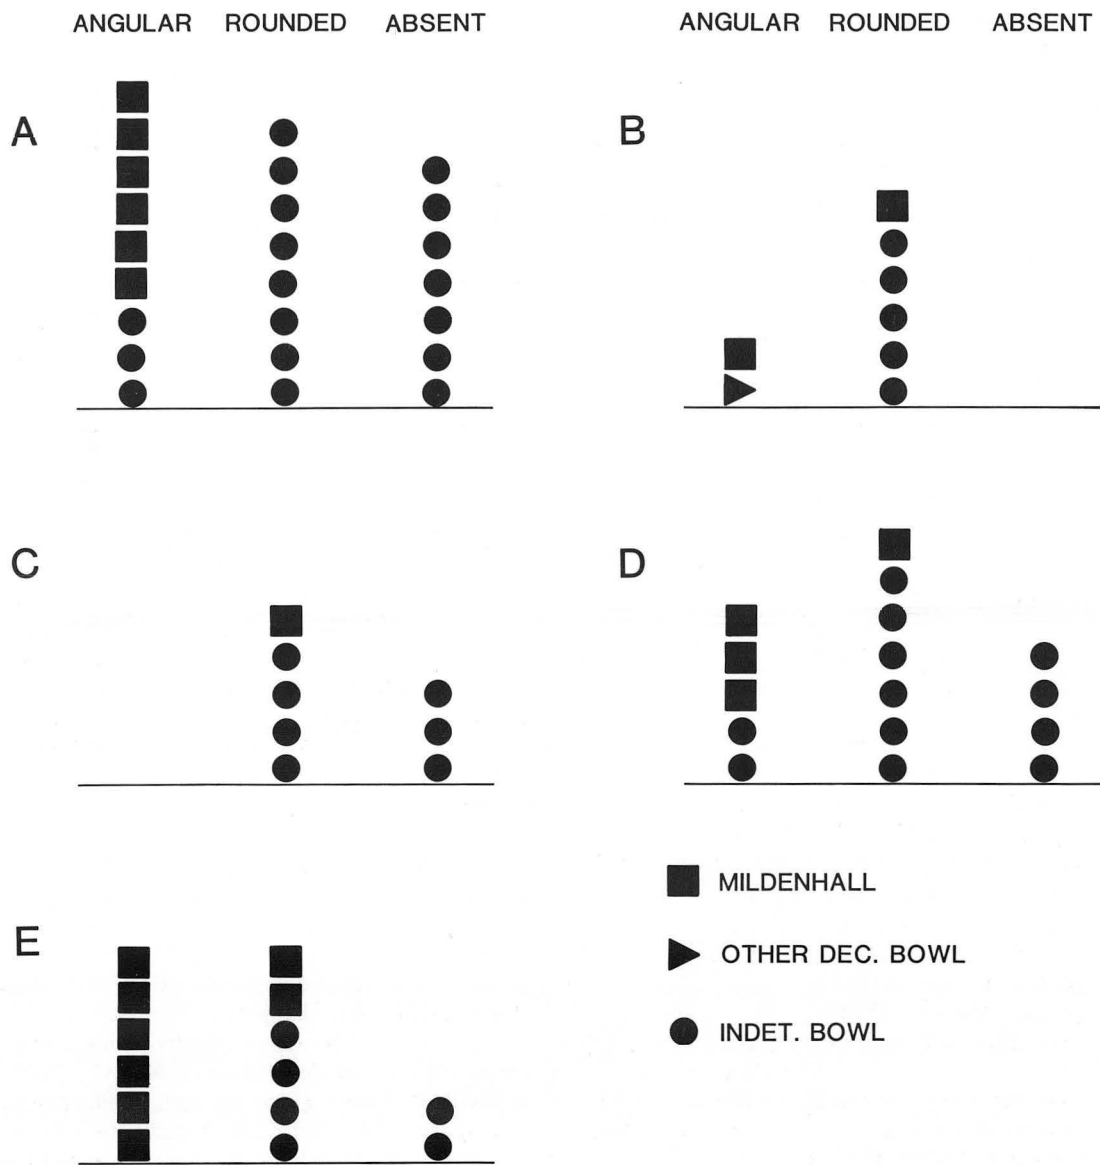 ANGULAR ROUNDED ABSENT
ANGULAR ROUNDED ABSENT
A
B
C
D
E
MILDENHALL
OTHER DEC. BOWL
INDET. BOWL